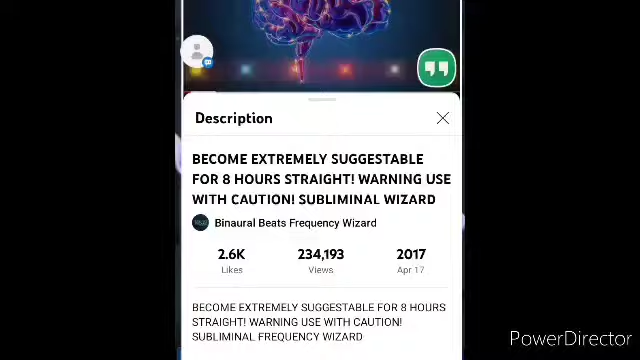 Description
BECOME EXTREMELY SUGGESTABLE
FOR 8 HOURS STRAIGHT! WARNING USE
WITH CAUTION! SUBLIMINAL WIZARD
Binaural Beats Frequency Wizard
2.6K 234,193 2017
Likes Views Apr 17
BECOME EXTREMELY SUGGESTABLE FOR 8 HOURS
STRAIGHT! WARNING USE WITH CAUTION!
SUBLIMINAL FREQUENCY WIZARD
PowerDirector